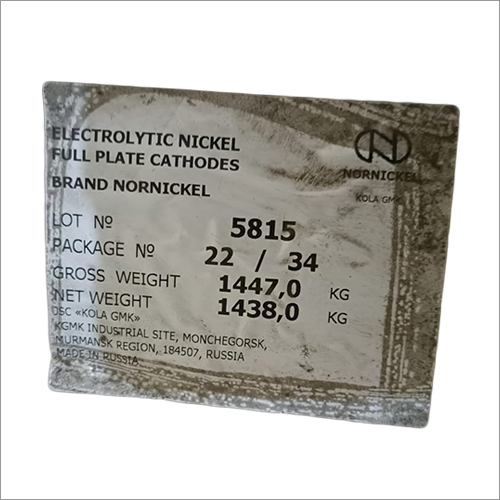 ELECTROLYTIC NICKEL
FULL PLATE CATHODES
BRAND NORNICKEL
NORNICKEL
KOLA GMK
LOT № 5815
PACKAGE № 22 / 34
GROSS WEIGHT 1447,0 KG
NET WEIGHT 1438,0 KG
OSC «KOLA GMK»
KGMK INDUSTRIAL SITE, MONCHEGORSK,
MURMANSK REGION, 184507, RUSSIA
MADE IN RUSSIA